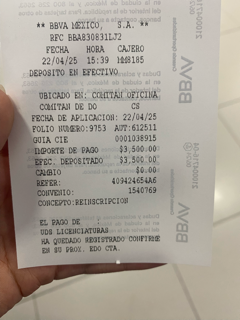 ** BBVA MEXICO, S.A. **
RFC BBA830831LJ2
FECHA HORA CAJERO
22/04/25 15:39 MMB185
DEPOSITO EN EFECTIVO
UBICADO EN: COMITAN OFICINA
COMITAN DE DO CS
FECHA DE APLICACION: 22/04/25
FOLIO NUMERO:9753 AUT:612511
GUIA CIE 0001038915
IMPORTE DE PAGO $3,500.00
EFEC. DEPOSITADO $3,500.00
CAMBIO $0.00
REFER: 409424654A6
CONVENIO: 1540769
CONCEPTO:REINSCRIPCION
EL PAGO DE :
UDS LICENCIATURAS
HA QUEDADO REGISTRADO CONFIRME
EN SU PROX. EDO CTA.
BBVA
BBVA